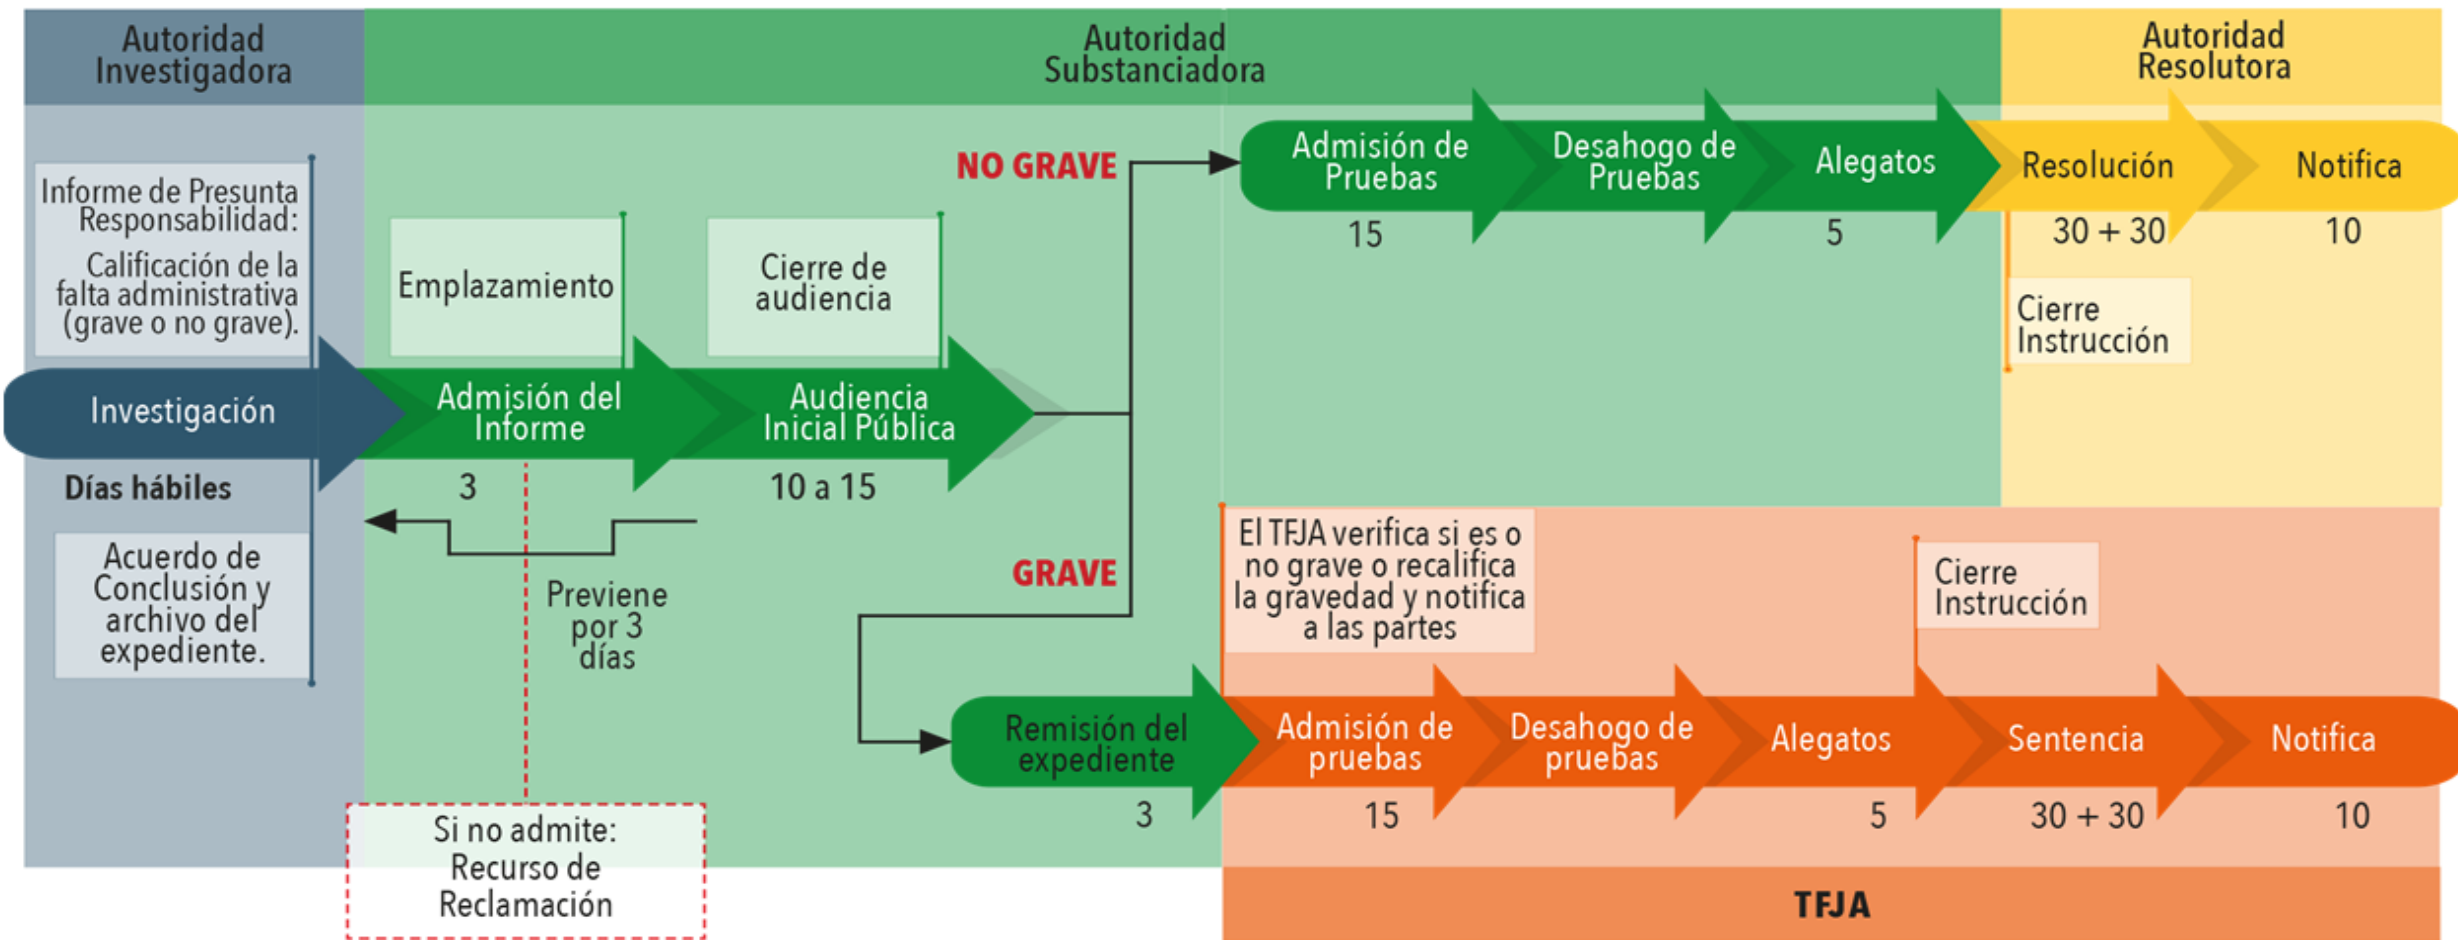 Autoridad
Investigadora
Autoridad
Substanciadora
Autoridad
Resolutora
Informe de Presunta
Responsabilidad:
Calificación de la
falta administrativa
(grave o no grave).
Investigación
Días hábiles
Acuerdo de
Conclusión y
archivo del
expediente.
Emplazamiento
Admisión del
Informe
3
Previene
por 3
días
Si no admite:
Recurso de
Reclamación
Cierre de
audiencia
Audiencia
Inicial Pública
10 a 15
NO GRAVE
Admisión de
Pruebas
15
Desahogo de
Pruebas
Alegatos
5
Resolución
30 + 30
Notifica
10
Cierre
Instrucción
GRAVE
Remisión del
expediente
3
El TFJA verifica si es o
no grave o recalifica
la gravedad y notifica
a las partes
Admisión de
pruebas
15
Desahogo de
pruebas
Alegatos
5
Cierre
Instrucción
Sentencia
30 + 30
Notifica
10
TFJA